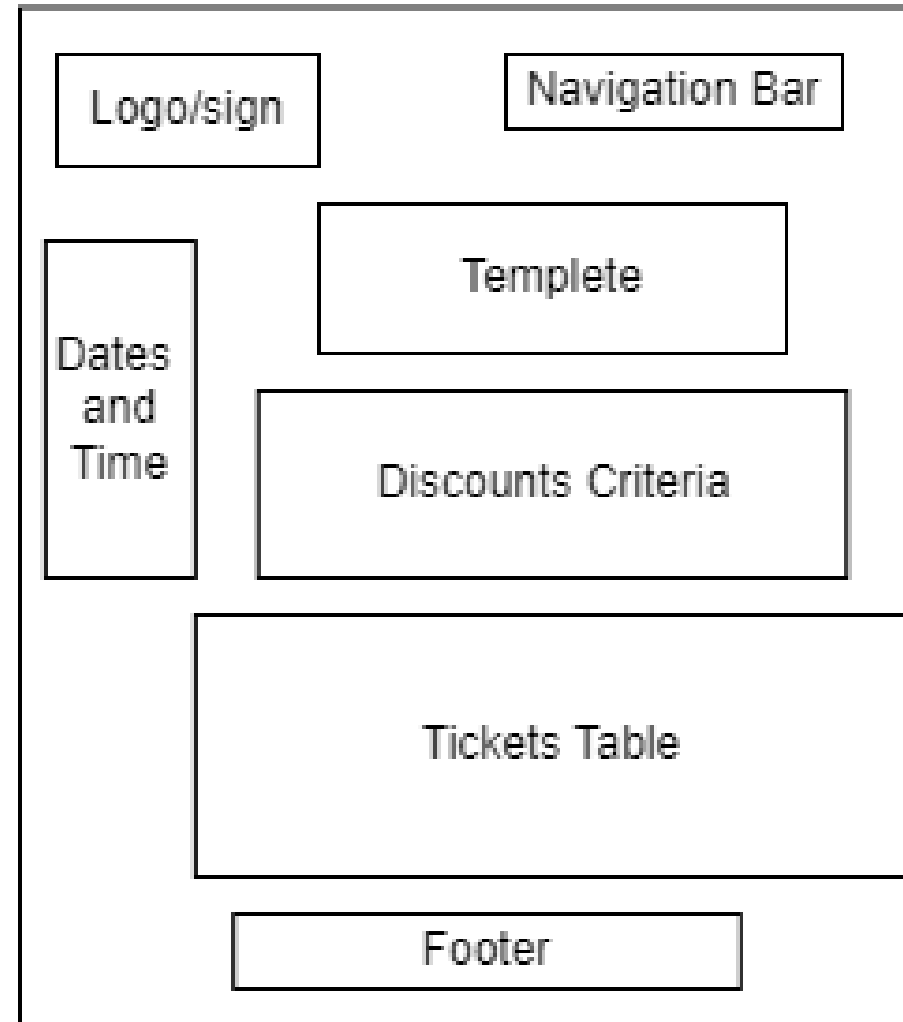 Logo/sign
Navigation Bar
Templete
Dates
and
Time
Discounts Criteria
Tickets Table
Footer